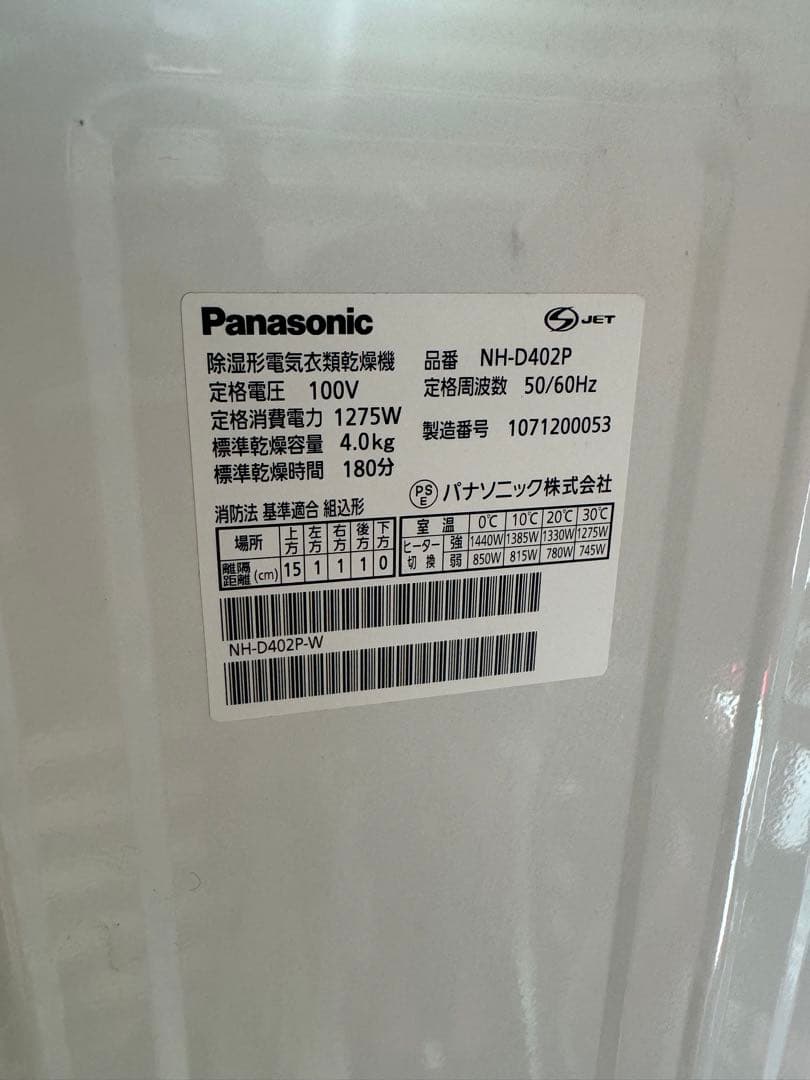 Panasonic
S JET
除湿形電気衣類乾燥機 品番 NH-D402P
定格電圧 100V 定格周波数 50/60Hz
定格消費電力 1275W
標準乾燥容量 4.0kg 製造番号 1071200053
標準乾燥時間 180分
PSE パナソニック株式会社
消防法 基準適合 組込形
場所 上方 左方 右方 後方 下方
離隔距離(cm) 15 1 1 1 0
室温 0℃ 10℃ 20℃ 30℃
ヒーター切換 強 1440W 1385W 1330W 1275W
弱 850W 815W 780W 745W
NH-D402P-W